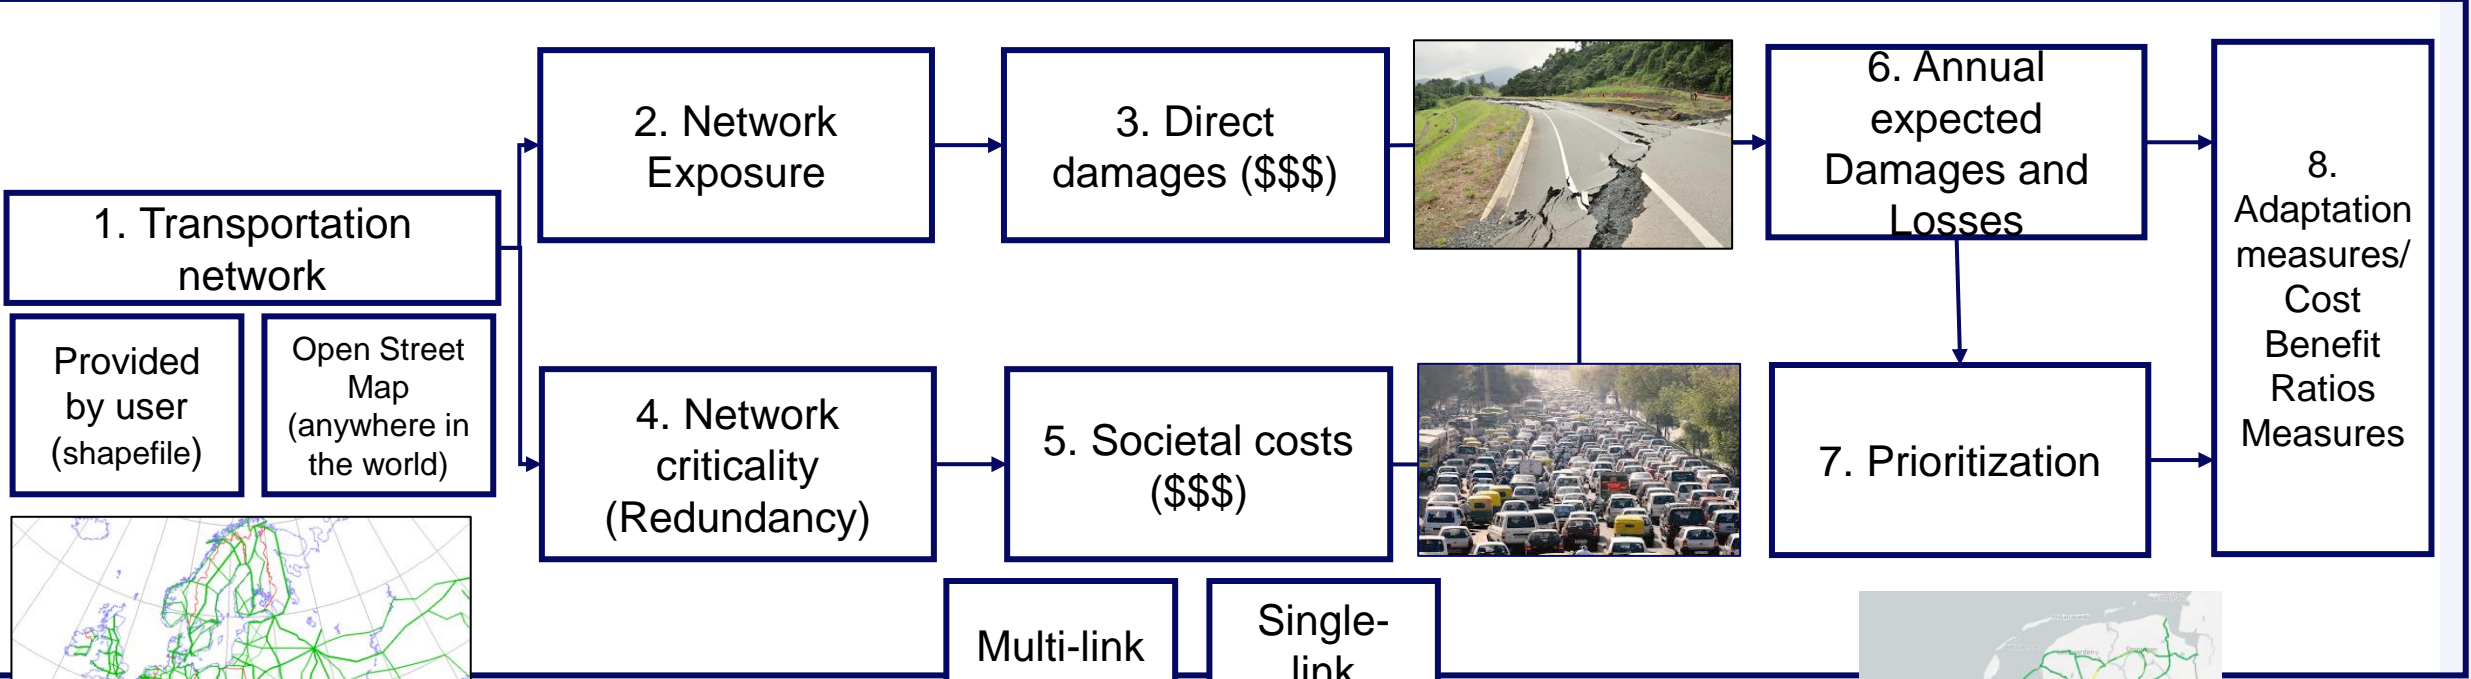 1. Transportation
network
Provided
by user
(shapefile)
Open Street
Map
(anywhere in
the world)
2. Network
Exposure
3. Direct
damages ($$$)
4. Network
criticality
(Redundancy)
5. Societal costs
($$$)
6. Annual
expected
Damages and
Losses
7. Prioritization
8.
Adaptation
measures/
Cost
Benefit
Ratios
Measures
Multi-link
Single-
link